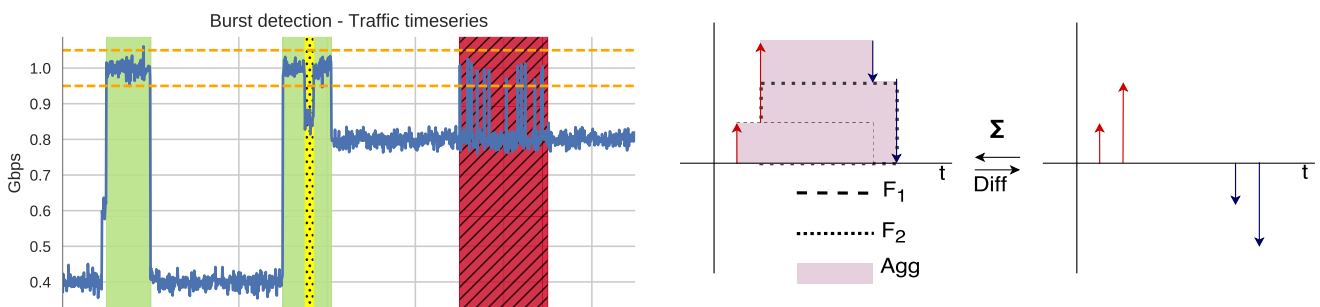 Burst detection - Traffic timeseries
Gbps
1.0
0.9
0.8
0.7
0.6
0.5
0.4
t
F1
F2
Agg
Σ
Diff
t